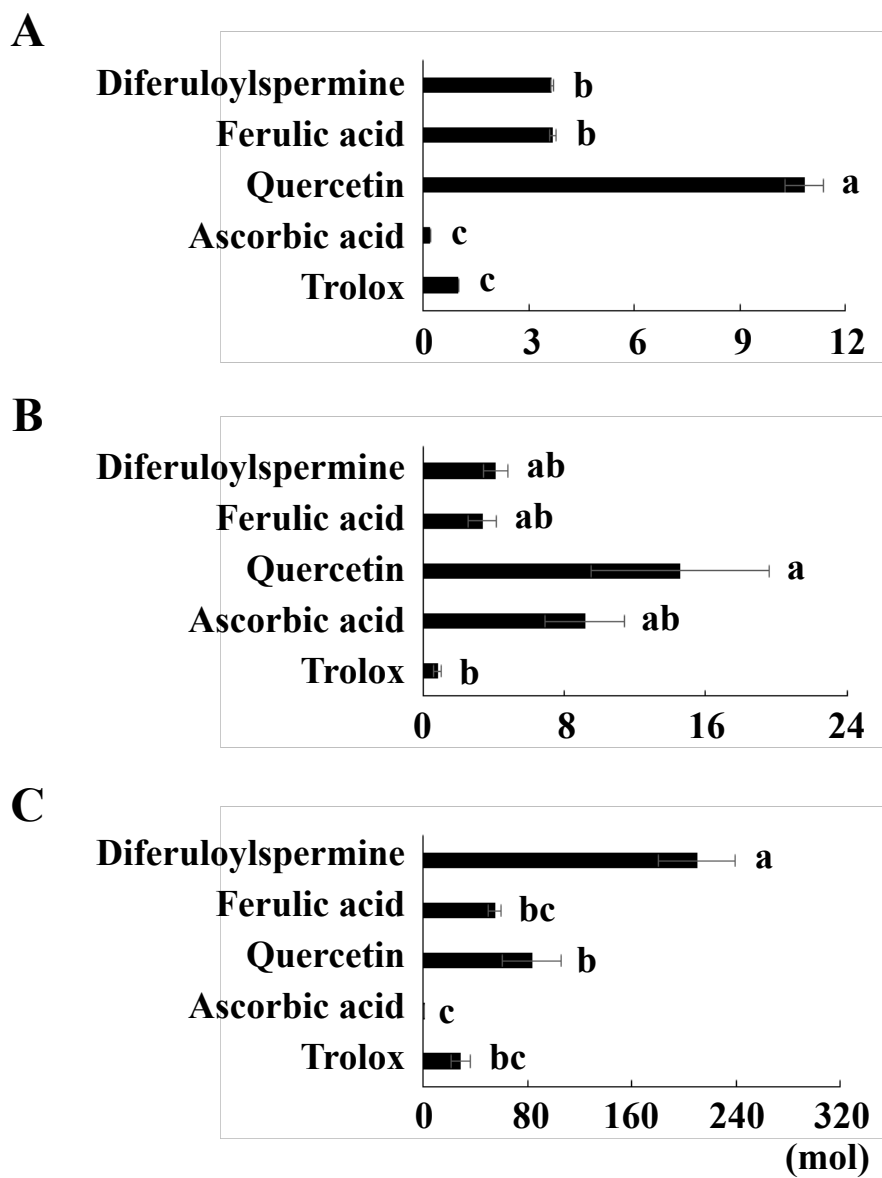 A
Diferuloylspermine b
Ferulic acid b
Quercetin a
Ascorbic acid c
Trolox c
0 3 6 9 12
B
Diferuloylspermine ab
Ferulic acid ab
Quercetin a
Ascorbic acid ab
Trolox b
0 8 16 24
C
Diferuloylspermine a
Ferulic acid bc
Quercetin b
Ascorbic acid c
Trolox bc
0 80 160 240 320
(mol)